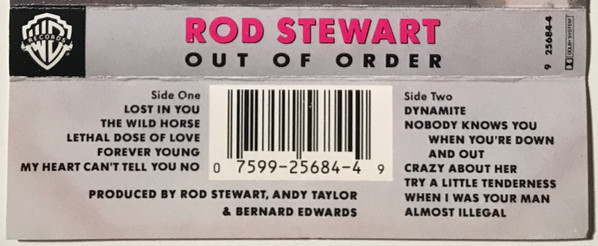 WB
RECORDS
ROD STEWART
OUT OF ORDER
9 25684-4
DOLBY SYSTEM
Side One
LOST IN YOU
THE WILD HORSE
LETHAL DOSE OF LOVE
FOREVER YOUNG
MY HEART CAN'T TELL YOU NO
0 7599-25684-4 9
PRODUCED BY ROD STEWART, ANDY TAYLOR
& BERNARD EDWARDS
Side Two
DYNAMITE
NOBODY KNOWS YOU
WHEN YOU'RE DOWN
AND OUT
CRAZY ABOUT HER
TRY A LITTLE TENDERNESS
WHEN I WAS YOUR MAN
ALMOST ILLEGAL